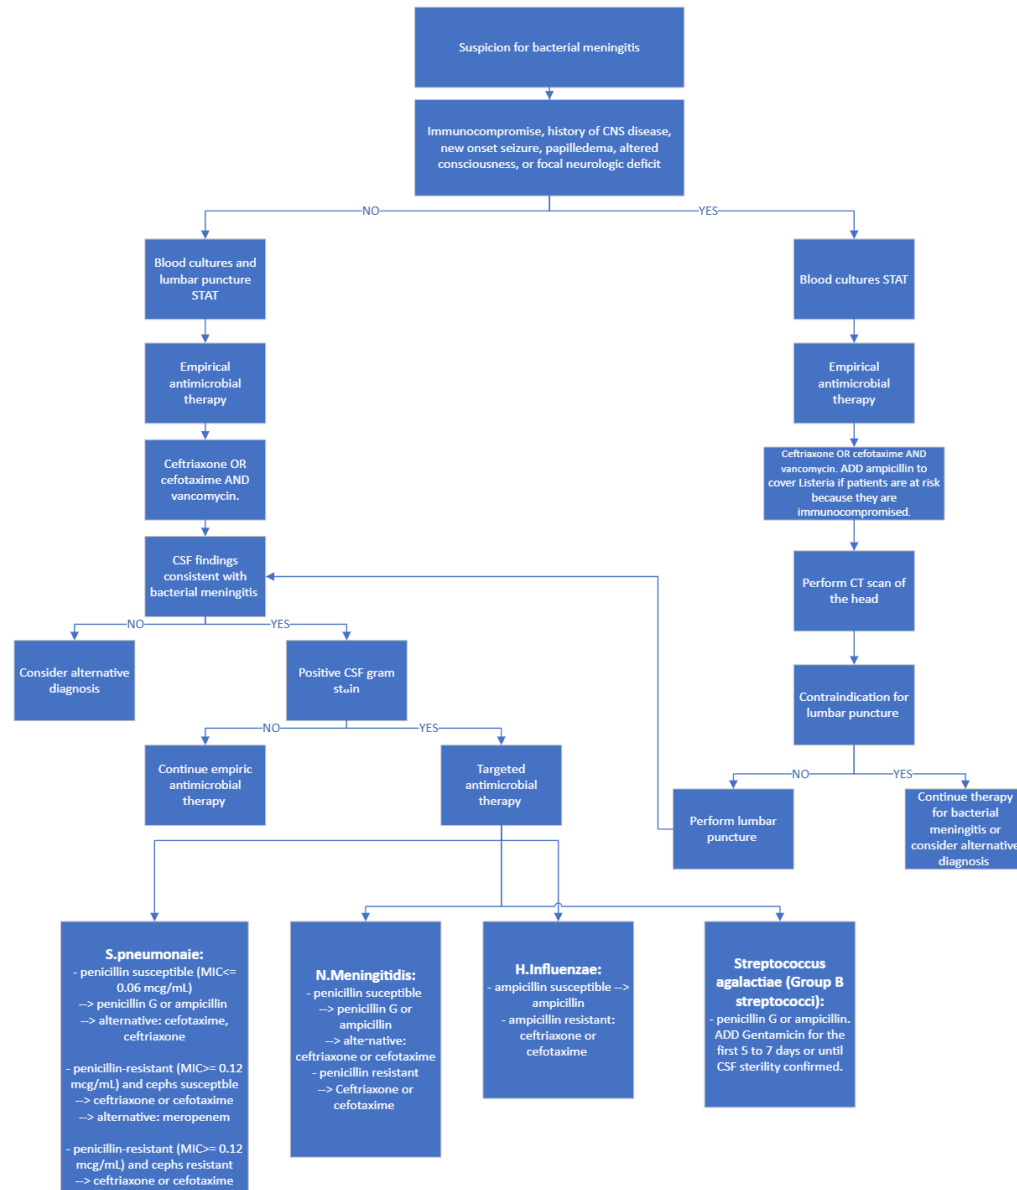 Suspicion for bacterial meningitis
Immunocompromise, history of CNS disease,
new onset seizure, papilledema, altered
consciousness, or focal neurologic deficit
NO
YES
Blood cultures and
lumbar puncture
STAT
Blood cultures STAT
Empirical
antimicrobial
therapy
Empirical
antimicrobial
therapy
Ceftriaxone OR
cefotaxime AND
vancomycin.
Ceftriaxone OR cefotaxime AND
vancomycin. ADD ampicillin to
cover Listeria if patients are at risk
because they are
immunocompromised.
CSF findings
consistent with
bacterial meningitis
Perform CT scan of
the head
NO
YES
Consider alternative
diagnosis
Positive CSF gram
stain
Contraindication for
lumbar puncture
NO
YES
NO
YES
Continue empiric
antimicrobial
therapy
Targeted
antimicrobial
therapy
Perform lumbar
puncture
Continue therapy
for bacterial
meningitis or
consider alternative
diagnosis
S.pneumonaie:
- penicillin susceptible (MIC<=
0.06 mcg/mL)
--> penicillin G or ampicillin
--> alternative: cefotaxime,
ceftriaxone
- penicillin-resistant (MIC>= 0.12
mcg/mL) and cephs susceptble
--> ceftriaxone or cefotaxime
--> alternative: meropenem
- penicillin-resistant (MIC>= 0.12
mcg/mL) and cephs resistant
--> ceftriaxone or cefotaxime
N.Meningitidis:
- penicillin suceptible
--> penicillin G or
ampicillin
--> alternative:
ceftriaxone or cefotaxime
- penicillin resistant
--> Ceftriaxone or
cefotaxime
H.Influenzae:
- ampicillin susceptible -->
ampicillin
- ampicillin resistant:
ceftriaxone or
cefotaxime
Streptococcus
agalactiae (Group B
streptococci):
- penicillin G or ampicillin.
ADD Gentamicin for the
first 5 to 7 days or until
CSF sterility confirmed.